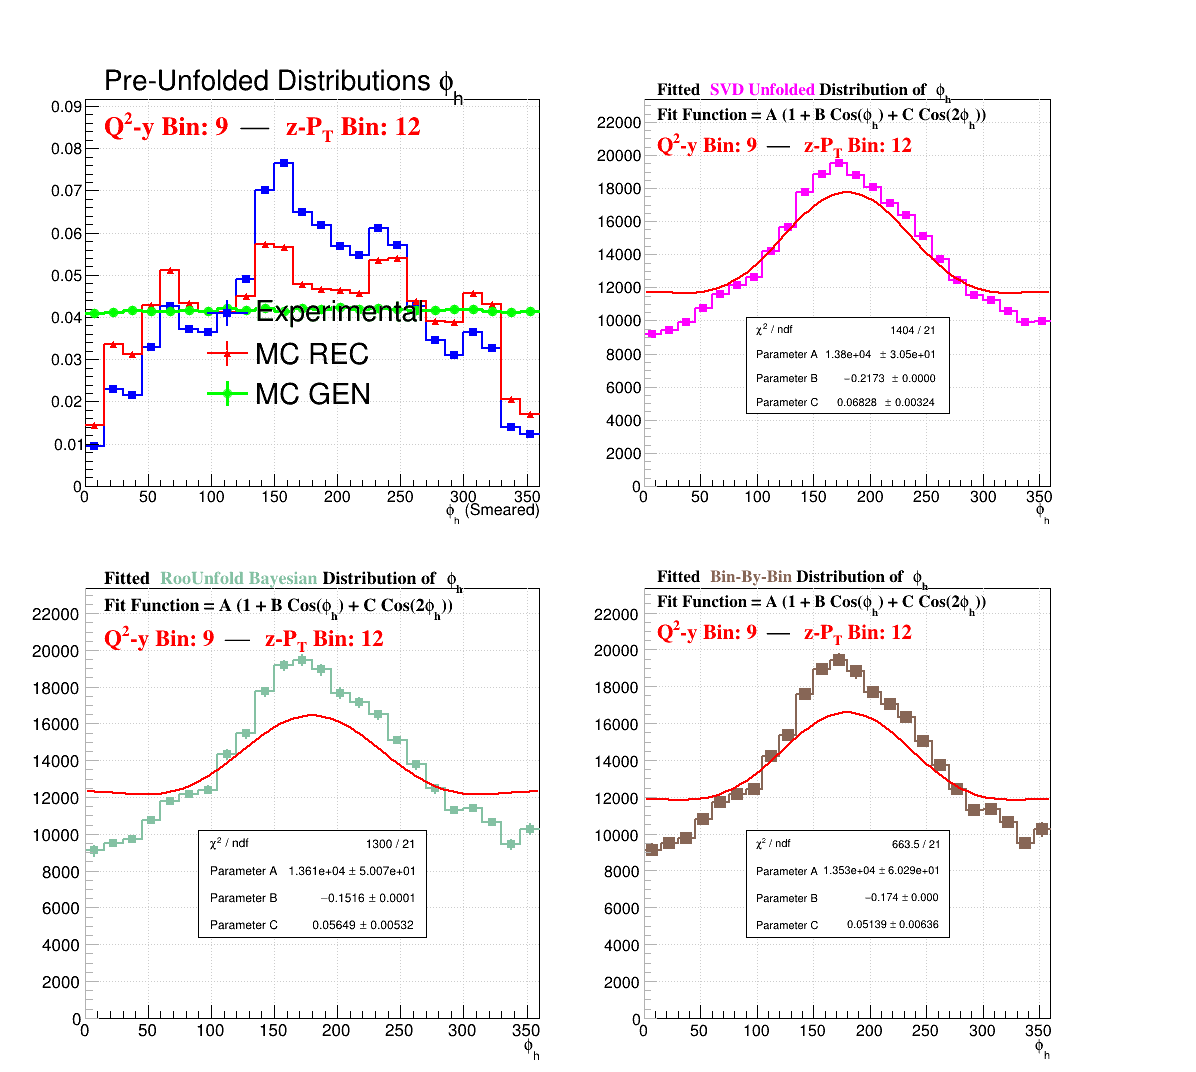 Pre-Unfolded Distributions ϕh
Q²-y Bin: 9 — z-PT Bin: 12
0.09
0.08
0.07
0.06
0.05
0.04
0.03
0.02
0.01
0
Experimental
MC REC
MC GEN
0 50 100 150 200 250 300 350
ϕh (Smeared)
Fitted SVD Unfolded Distribution of ϕh
Fit Function = A (1 + B Cos(ϕh) + C Cos(2ϕh))
Q²-y Bin: 9 — z-PT Bin: 12
22000
20000
18000
16000
14000
12000
10000
8000
6000
4000
2000
0
χ² / ndf 1404 / 21
Parameter A 1.38e+04 ± 3.05e+01
Parameter B −0.2173 ± 0.0000
Parameter C 0.06828 ± 0.00324
0 50 100 150 200 250 300 350
ϕh
Fitted RooUnfold Bayesian Distribution of ϕh
Fit Function = A (1 + B Cos(ϕh) + C Cos(2ϕh))
Q²-y Bin: 9 — z-PT Bin: 12
22000
20000
18000
16000
14000
12000
10000
8000
6000
4000
2000
0
χ² / ndf 1300 / 21
Parameter A 1.361e+04 ± 5.007e+01
Parameter B −0.1516 ± 0.0001
Parameter C 0.05649 ± 0.00532
0 50 100 150 200 250 300 350
ϕh
Fitted Bin-By-Bin Distribution of ϕh
Fit Function = A (1 + B Cos(ϕh) + C Cos(2ϕh))
Q²-y Bin: 9 — z-PT Bin: 12
22000
20000
18000
16000
14000
12000
10000
8000
6000
4000
2000
0
χ² / ndf 663.5 / 21
Parameter A 1.353e+04 ± 6.029e+01
Parameter B −0.174 ± 0.000
Parameter C 0.05139 ± 0.00636
0 50 100 150 200 250 300 350
ϕh